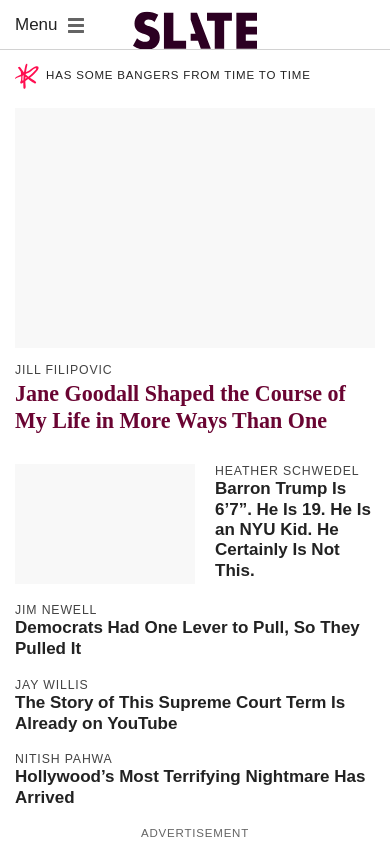 Menu
SLATE
HAS SOME BANGERS FROM TIME TO TIME
JILL FILIPOVIC
Jane Goodall Shaped the Course of
My Life in More Ways Than One
HEATHER SCHWEDEL
Barron Trump Is
6’7”. He Is 19. He Is
an NYU Kid. He
Certainly Is Not
This.
JIM NEWELL
Democrats Had One Lever to Pull, So They
Pulled It
JAY WILLIS
The Story of This Supreme Court Term Is
Already on YouTube
NITISH PAHWA
Hollywood’s Most Terrifying Nightmare Has
Arrived
ADVERTISEMENT